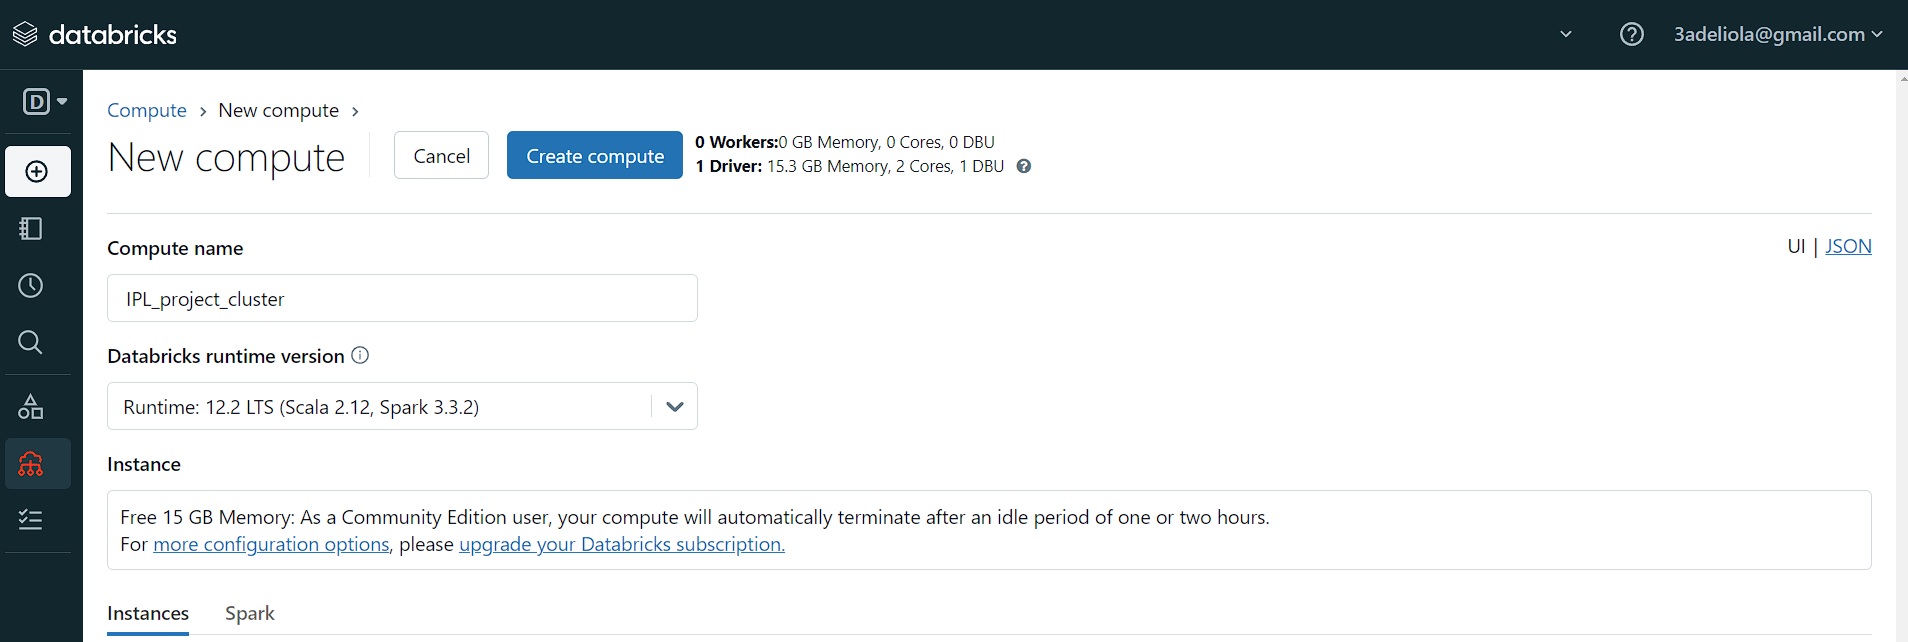 databricks
3adeliola@gmail.com
D
Compute > New compute >
New compute
Cancel
Create compute
0 Workers:0 GB Memory, 0 Cores, 0 DBU
1 Driver: 15.3 GB Memory, 2 Cores, 1 DBU ?
Compute name
UI | JSON
IPL_project_cluster
Databricks runtime version
Runtime: 12.2 LTS (Scala 2.12, Spark 3.3.2)
Instance
Free 15 GB Memory: As a Community Edition user, your compute will automatically terminate after an idle period of one or two hours.
For more configuration options, please upgrade your Databricks subscription.
Instances
Spark